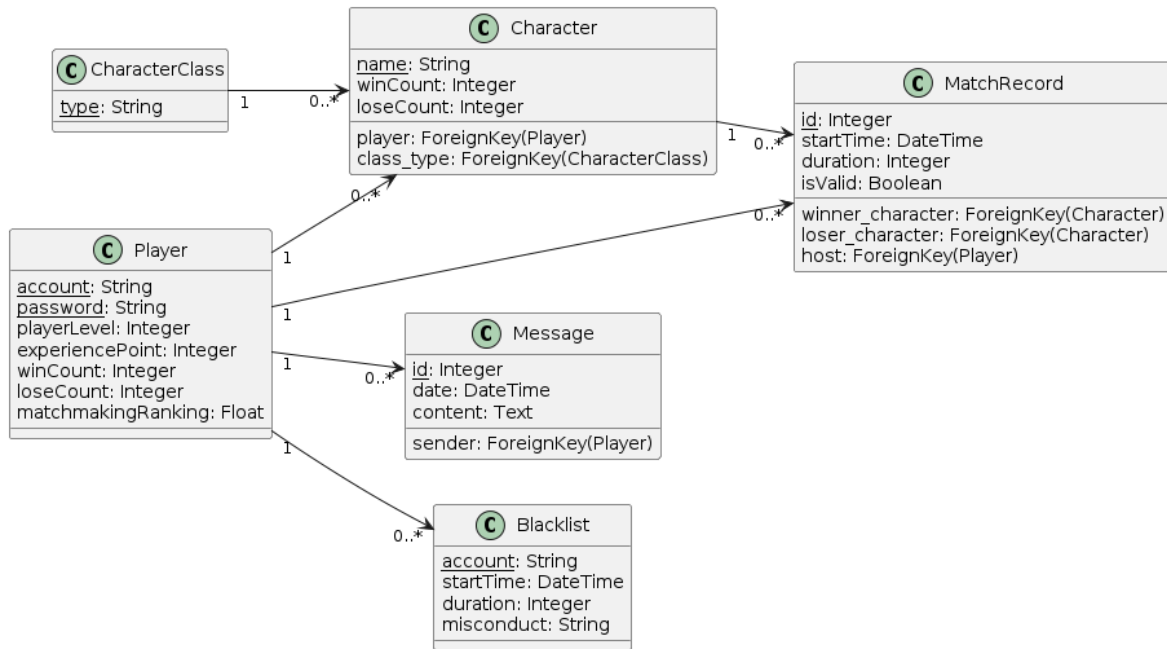 C CharacterClass
type: String
1
0..*
C Character
name: String
winCount: Integer
loseCount: Integer
player: ForeignKey(Player)
class_type: ForeignKey(CharacterClass)
1
0..*
C MatchRecord
id: Integer
startTime: DateTime
duration: Integer
isValid: Boolean
winner_character: ForeignKey(Character)
loser_character: ForeignKey(Character)
host: ForeignKey(Player)
C Player
account: String
password: String
playerLevel: Integer
experiencePoint: Integer
winCount: Integer
loseCount: Integer
matchmakingRanking: Float
1
0..*
1
0..*
1
0..*
1
0..*
C Message
id: Integer
date: DateTime
content: Text
sender: ForeignKey(Player)
C Blacklist
account: String
startTime: DateTime
duration: Integer
misconduct: String